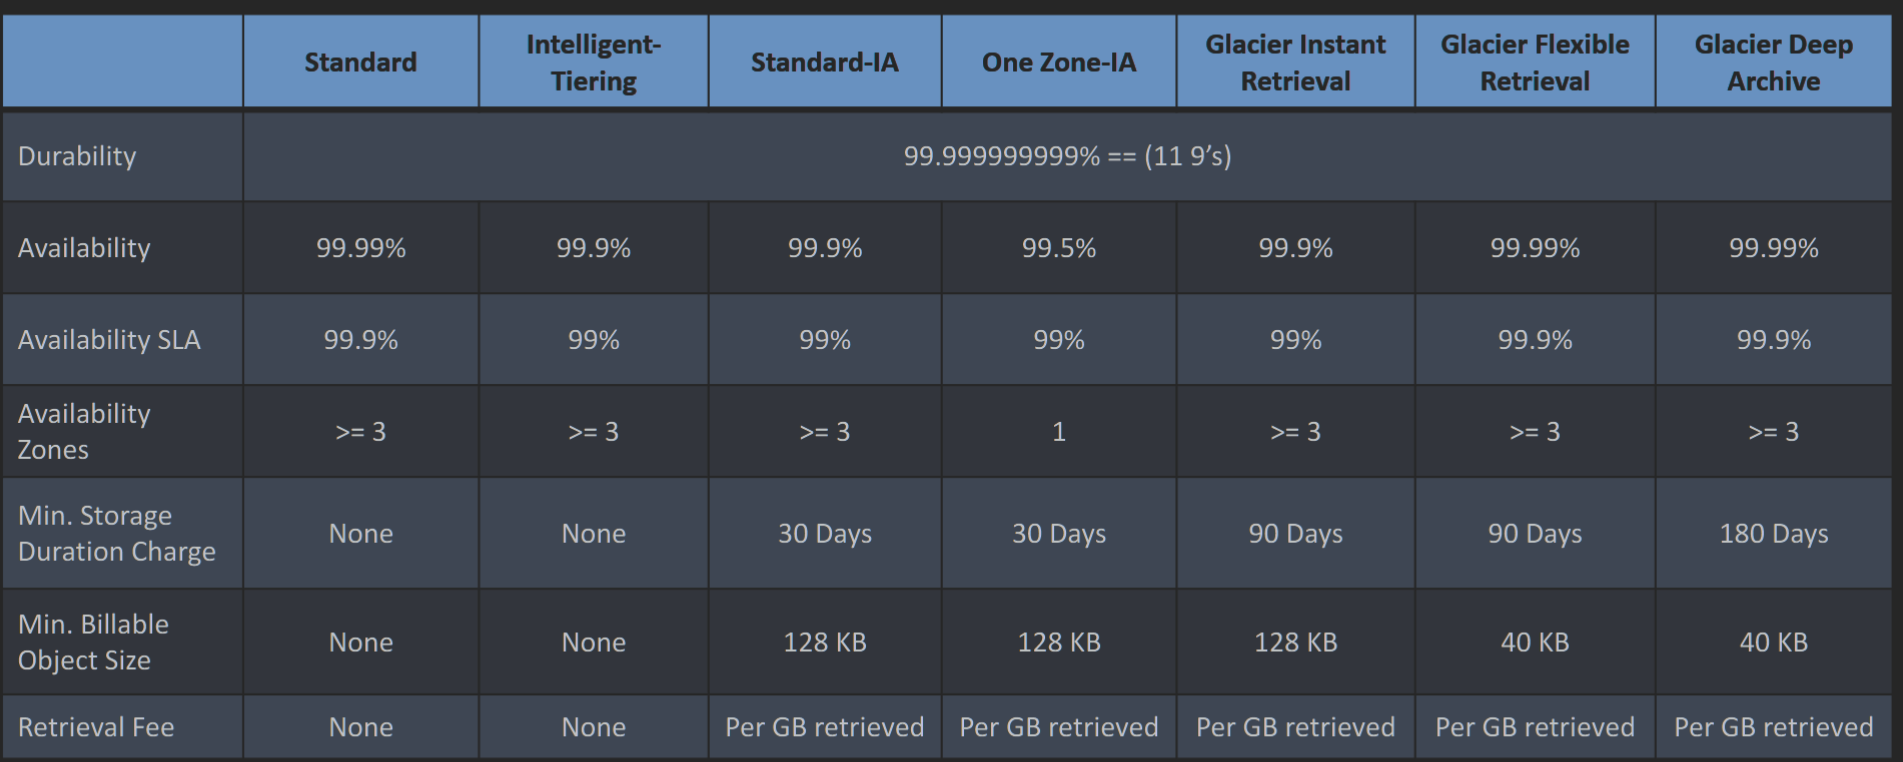 Standard
Intelligent-
Tiering
Standard-IA
One Zone-IA
Glacier Instant
Retrieval
Glacier Flexible
Retrieval
Glacier Deep
Archive
Durability
99.999999999% == (11 9’s)
Availability
99.99%
99.9%
99.9%
99.5%
99.9%
99.99%
99.99%
Availability SLA
99.9%
99%
99%
99%
99%
99.9%
99.9%
Availability
Zones
>= 3
>= 3
>= 3
1
>= 3
>= 3
>= 3
Min. Storage
Duration Charge
None
None
30 Days
30 Days
90 Days
90 Days
180 Days
Min. Billable
Object Size
None
None
128 KB
128 KB
128 KB
40 KB
40 KB
Retrieval Fee
None
None
Per GB retrieved
Per GB retrieved
Per GB retrieved
Per GB retrieved
Per GB retrieved